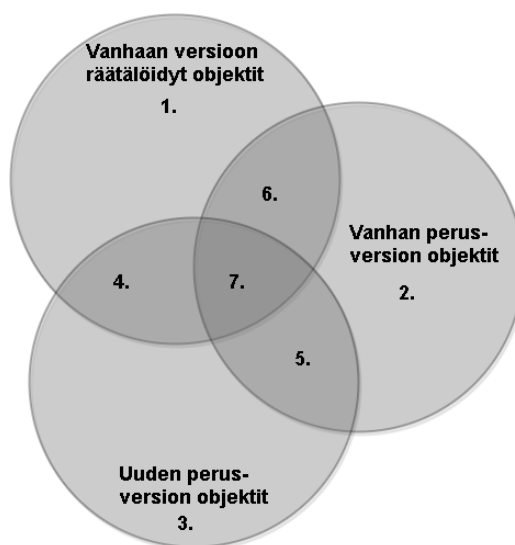 Vanhaan versioon
räätälöidyt objektit
1.
6.
Vanhan perus-
version objektit
2.
4.
7.
5.
Uuden perus-
version objektit
3.